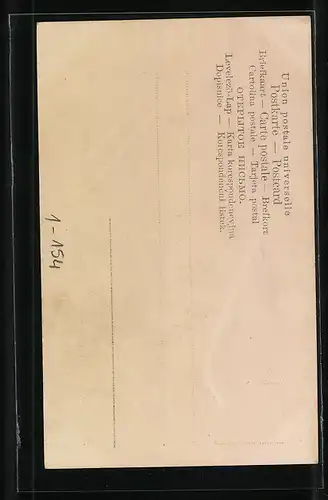 Union postale universelle
Postkarte — Postcard
Briefkaart — Carte postale — Brefkort
Cartolina postale — Tarjeta postal
ОТКРЫТОЕ ПИСЬМО.
Levelező-Lap — Karta korespondencyjna
Dopisnice — Korespondenční lístek.
1-154